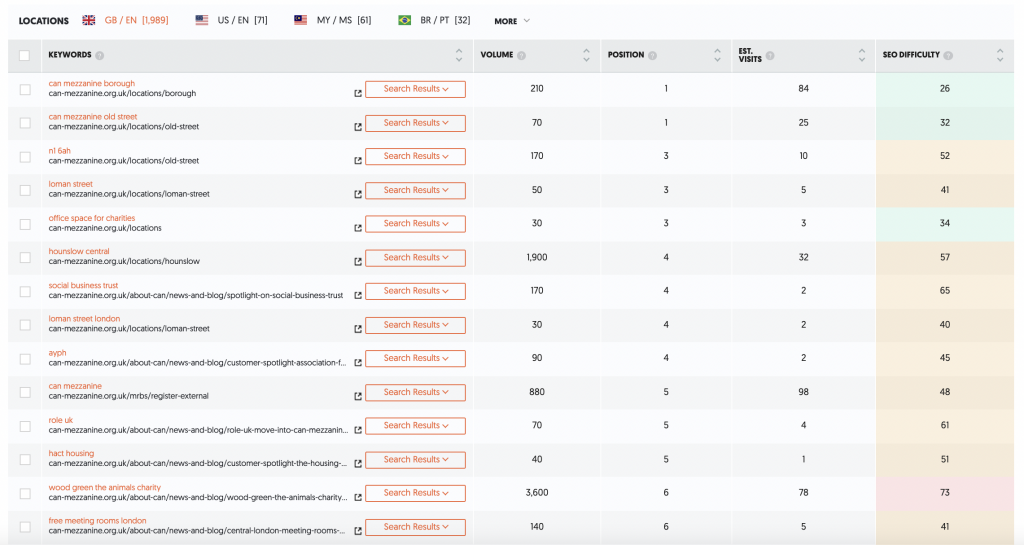 LOCATIONS GB / EN [1,989] US / EN [71] MY / MS [61] BR / PT [32] MORE
KEYWORDS ? VOLUME ? POSITION ? EST. VISITS ? SEO DIFFICULTY ?
can mezzanine borough
can-mezzanine.org.uk/locations/borough Search Results 210 1 84 26
can mezzanine old street
can-mezzanine.org.uk/locations/old-street Search Results 70 1 25 32
n1 6ah
can-mezzanine.org.uk/locations/old-street Search Results 170 3 10 52
loman street
can-mezzanine.org.uk/locations/loman-street Search Results 50 3 5 41
office space for charities
can-mezzanine.org.uk/locations Search Results 30 3 3 34
hounslow central
can-mezzanine.org.uk/locations/hounslow Search Results 1,900 4 32 57
social business trust
can-mezzanine.org.uk/about-can/news-and-blog/spotlight-on-social-business-trust Search Results 170 4 2 65
loman street london
can-mezzanine.org.uk/locations/loman-street Search Results 30 4 2 40
ayph
can-mezzanine.org.uk/about-can/news-and-blog/customer-spotlight-association-f... Search Results 90 4 2 45
can mezzanine
can-mezzanine.org.uk/mrbs/register-external Search Results 880 5 98 48
role uk
can-mezzanine.org.uk/about-can/news-and-blog/role-uk-move-into-can-mezzanin... Search Results 70 5 4 61
hact housing
can-mezzanine.org.uk/about-can/news-and-blog/customer-spotlight-the-housing-... Search Results 40 5 1 51
wood green the animals charity
can-mezzanine.org.uk/about-can/news-and-blog/wood-green-the-animals-charity... Search Results 3,600 6 78 73
free meeting rooms london
can-mezzanine.org.uk/about-can/news-and-blog/central-london-meeting-rooms-... Search Results 140 6 5 41